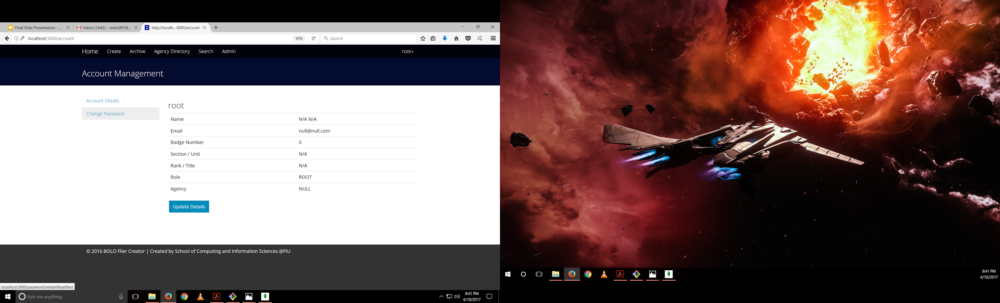 Final Slide Presentation - ...
Inbox (1,642) - vesto001@...
http://localh...3000/account
localhost:3000/account
90%
Search
Home
Create
Archive
Agency Directory
Search
Admin
root
Account Management
Account Details
Change Password
root
Name N/A N/A
Email null@null.com
Badge Number 0
Section / Unit N/A
Rank / Title N/A
Role ROOT
Agency NULL
Update Details
© 2016 BOLO Flier Creator | Created by School of Computing and Information Sciences @FIU
localhost:3000/password/renderResetPass
Ask me anything
8:41 PM
4/10/2017
8:41 PM
4/10/2017